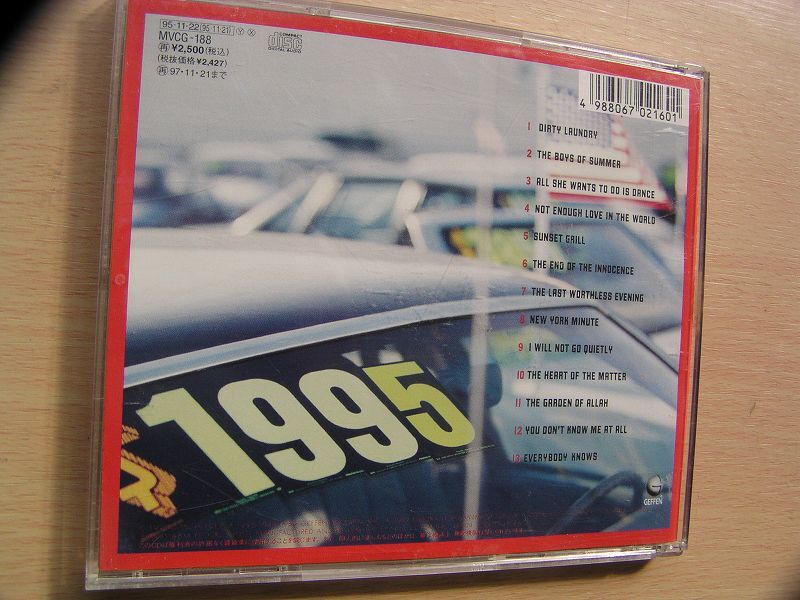 95·11·22(95·11·21) Ⓨ Ⓧ
MVCG-188
再 ¥2,500(税込)
(税抜価格¥2,427)
再 97·11·21まで
COMPACT
disc
DIGITAL AUDIO
4 988067 021601
1 DIRTY LAUNDRY
2 THE BOYS OF SUMMER
3 ALL SHE WANTS TO DO IS DANCE
4 NOT ENOUGH LOVE IN THE WORLD
5 SUNSET GRILL
6 THE END OF THE INNOCENCE
7 THE LAST WORTHLESS EVENING
8 NEW YORK MINUTE
9 I WILL NOT GO QUIETLY
10 THE HEART OF THE MATTER
11 THE GARDEN OF ALLAH
12 YOU DON'T KNOW ME AT ALL
13 EVERYBODY KNOWS
$1995
GEFFEN